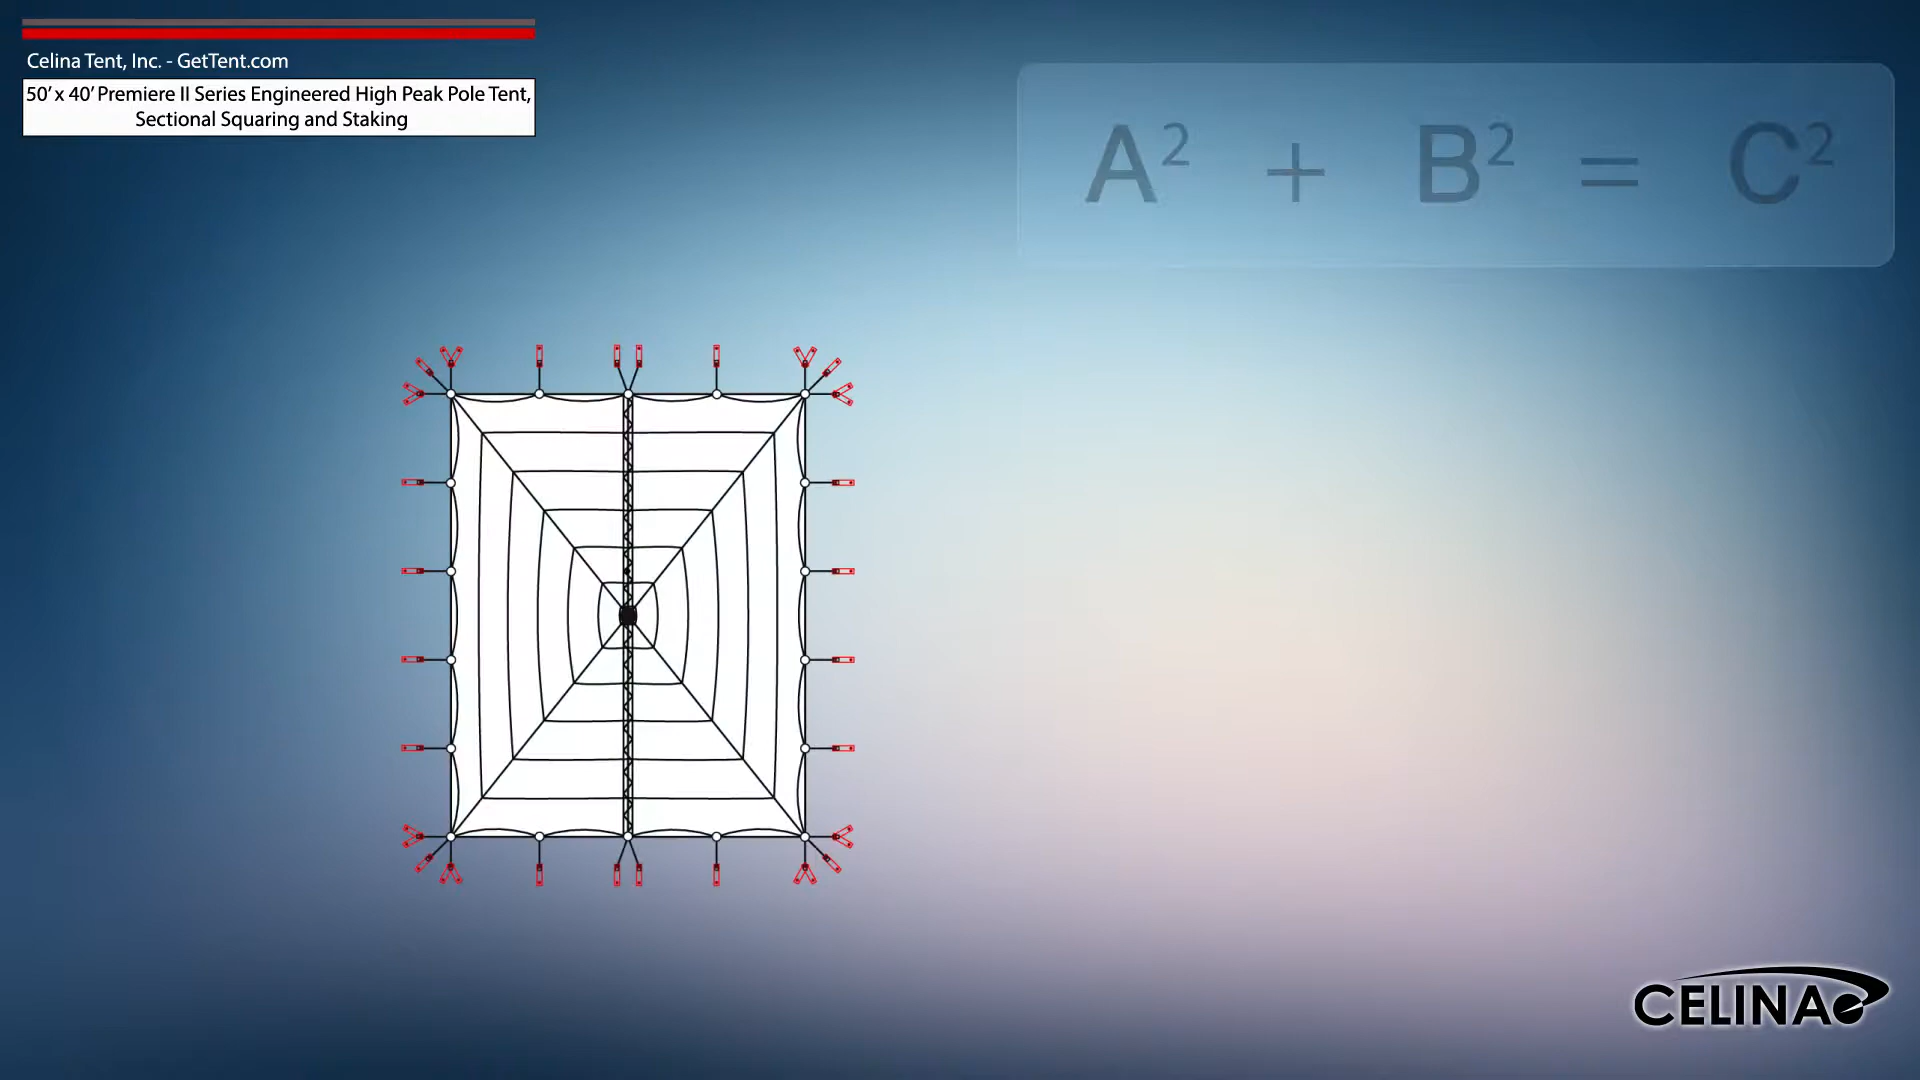 Celina Tent, Inc. - GetTent.com
50’ x 40’ Premiere II Series Engineered High Peak Pole Tent,
Sectional Squaring and Staking
A² + B² = C²
CELINA